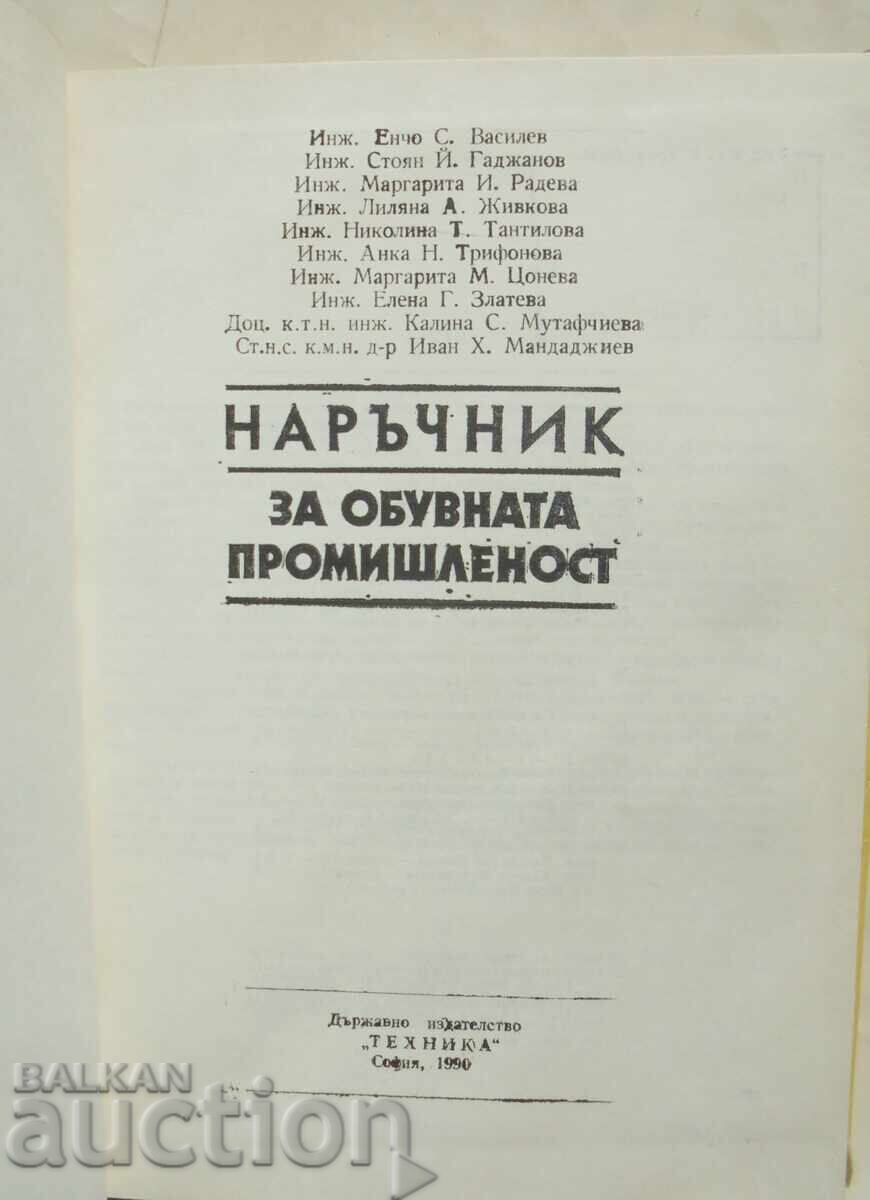 Инж. Енчо С. Василев
Инж. Стоян Й. Гаджанов
Инж. Маргарита И. Радева
Инж. Лиляна А. Живкова
Инж. Николина Т. Тантилова
Инж. Анка Н. Трифонова
Инж. Маргарита М. Цонева
Инж. Елена Г. Златева
Доц. к.т.н. инж. Калина С. Мутафчиева
Ст.н.с. к.м.н. д-р Иван Х. Мандаджиев
НАРЪЧНИК
ЗА ОБУВНАТА
ПРОМИШЛЕНОСТ
Държавно издателство
„ТЕХНИКА"
София, 1990
BALKAN
auction